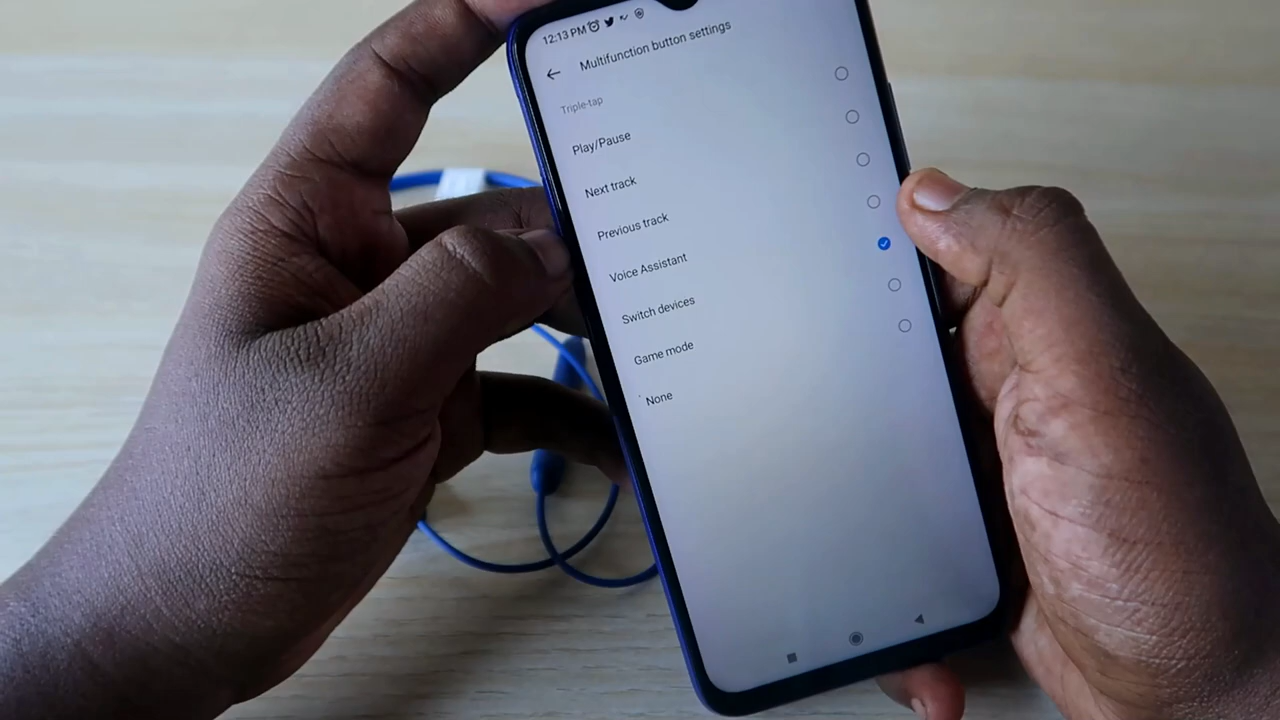 12:13 PM
Multifunction button settings
Triple-tap
Play/Pause
Next track
Previous track
Voice Assistant
Switch devices
Game mode
None